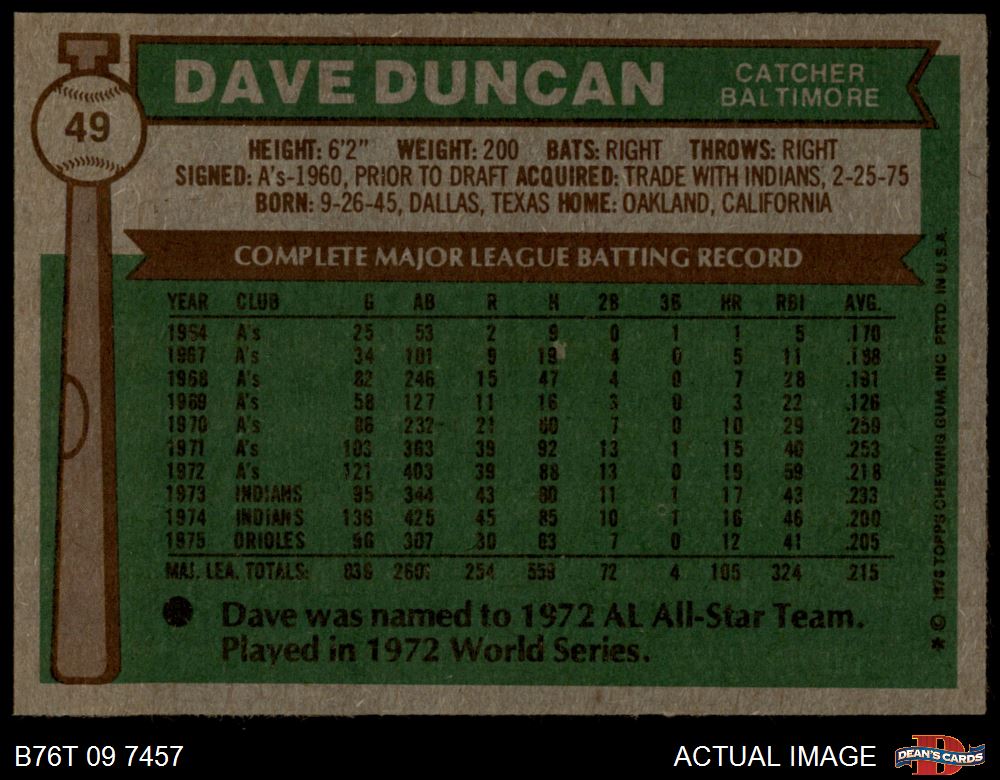 DAVE DUNCAN
CATCHER
BALTIMORE
49
HEIGHT: 6'2" WEIGHT: 200 BATS: RIGHT THROWS: RIGHT
SIGNED: A's-1960, PRIOR TO DRAFT ACQUIRED: TRADE WITH INDIANS, 2-25-75
BORN: 9-26-45, DALLAS, TEXAS HOME: OAKLAND, CALIFORNIA
COMPLETE MAJOR LEAGUE BATTING RECORD
YEAR CLUB G AB R H 2B 3B HR RBI AVG.
1964 A's 25 53 2 9 0 1 1 5 .170
1967 A's 34 101 9 19 4 0 5 11 .188
1968 A's 82 246 15 47 4 0 7 28 .191
1969 A's 58 127 11 16 3 0 3 22 .126
1970 A's 86 232 21 60 7 0 10 29 .259
1971 A's 103 363 39 92 13 1 15 40 .253
1972 A's 121 403 39 88 13 0 19 59 .218
1973 INDIANS 95 344 43 80 11 1 17 43 .233
1974 INDIANS 136 425 45 85 10 1 16 46 .200
1975 ORIOLES 96 307 30 63 7 0 12 41 .205
MAJ. LEA. TOTALS: 2601 254 559 72 4 105 324 .215
Dave was named to 1972 AL All-Star Team.
Played in 1972 World Series.
* © 1976 TOPPS CHEWING GUM, INC. PRTD. IN U.S.A.
B76T 09 7457
ACTUAL IMAGE
DEAN'S CARDS